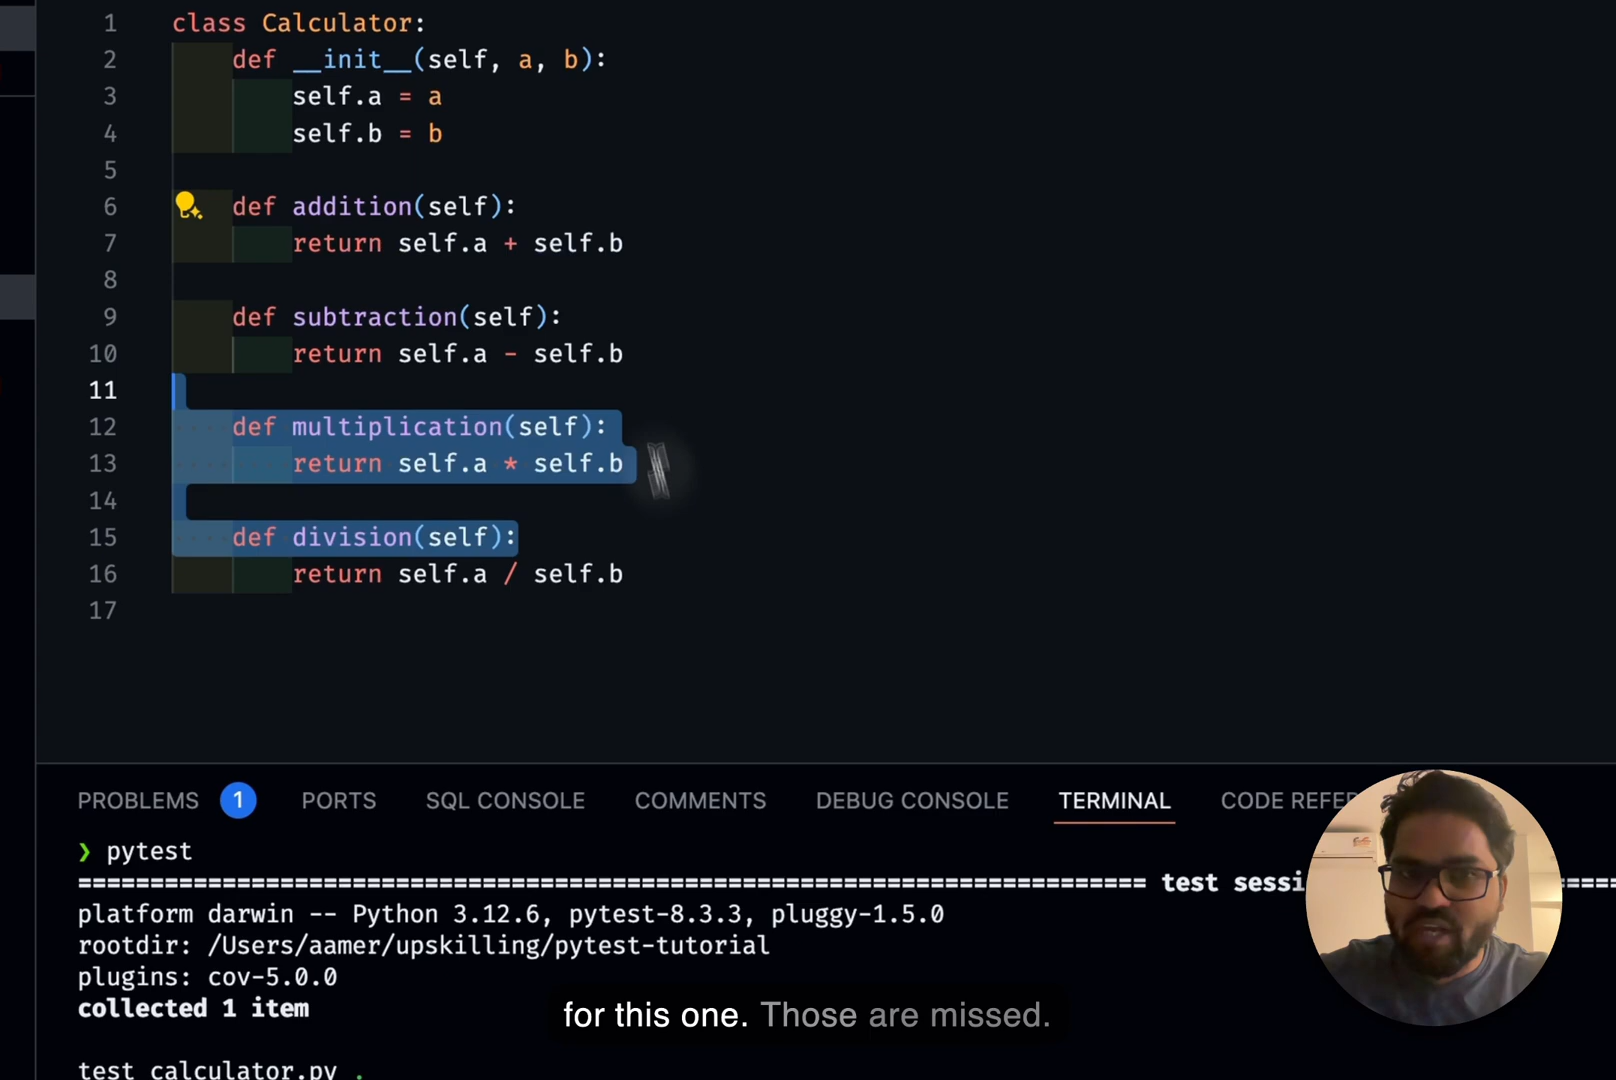 1 class Calculator:
2 def __init__(self, a, b):
3 self.a = a
4 self.b = b
5
6 def addition(self):
7 return self.a + self.b
8
9 def subtraction(self):
10 return self.a - self.b
11
12 def multiplication(self):
13 return self.a * self.b
14
15 def division(self):
16 return self.a / self.b
17
PROBLEMS 1 PORTS SQL CONSOLE COMMENTS DEBUG CONSOLE TERMINAL CODE REFER
❯ pytest
========================================================================== test sessi ====
platform darwin -- Python 3.12.6, pytest-8.3.3, pluggy-1.5.0
rootdir: /Users/aamer/upskilling/pytest-tutorial
plugins: cov-5.0.0
collected 1 item
for this one. Those are missed.
test_calculator.py .